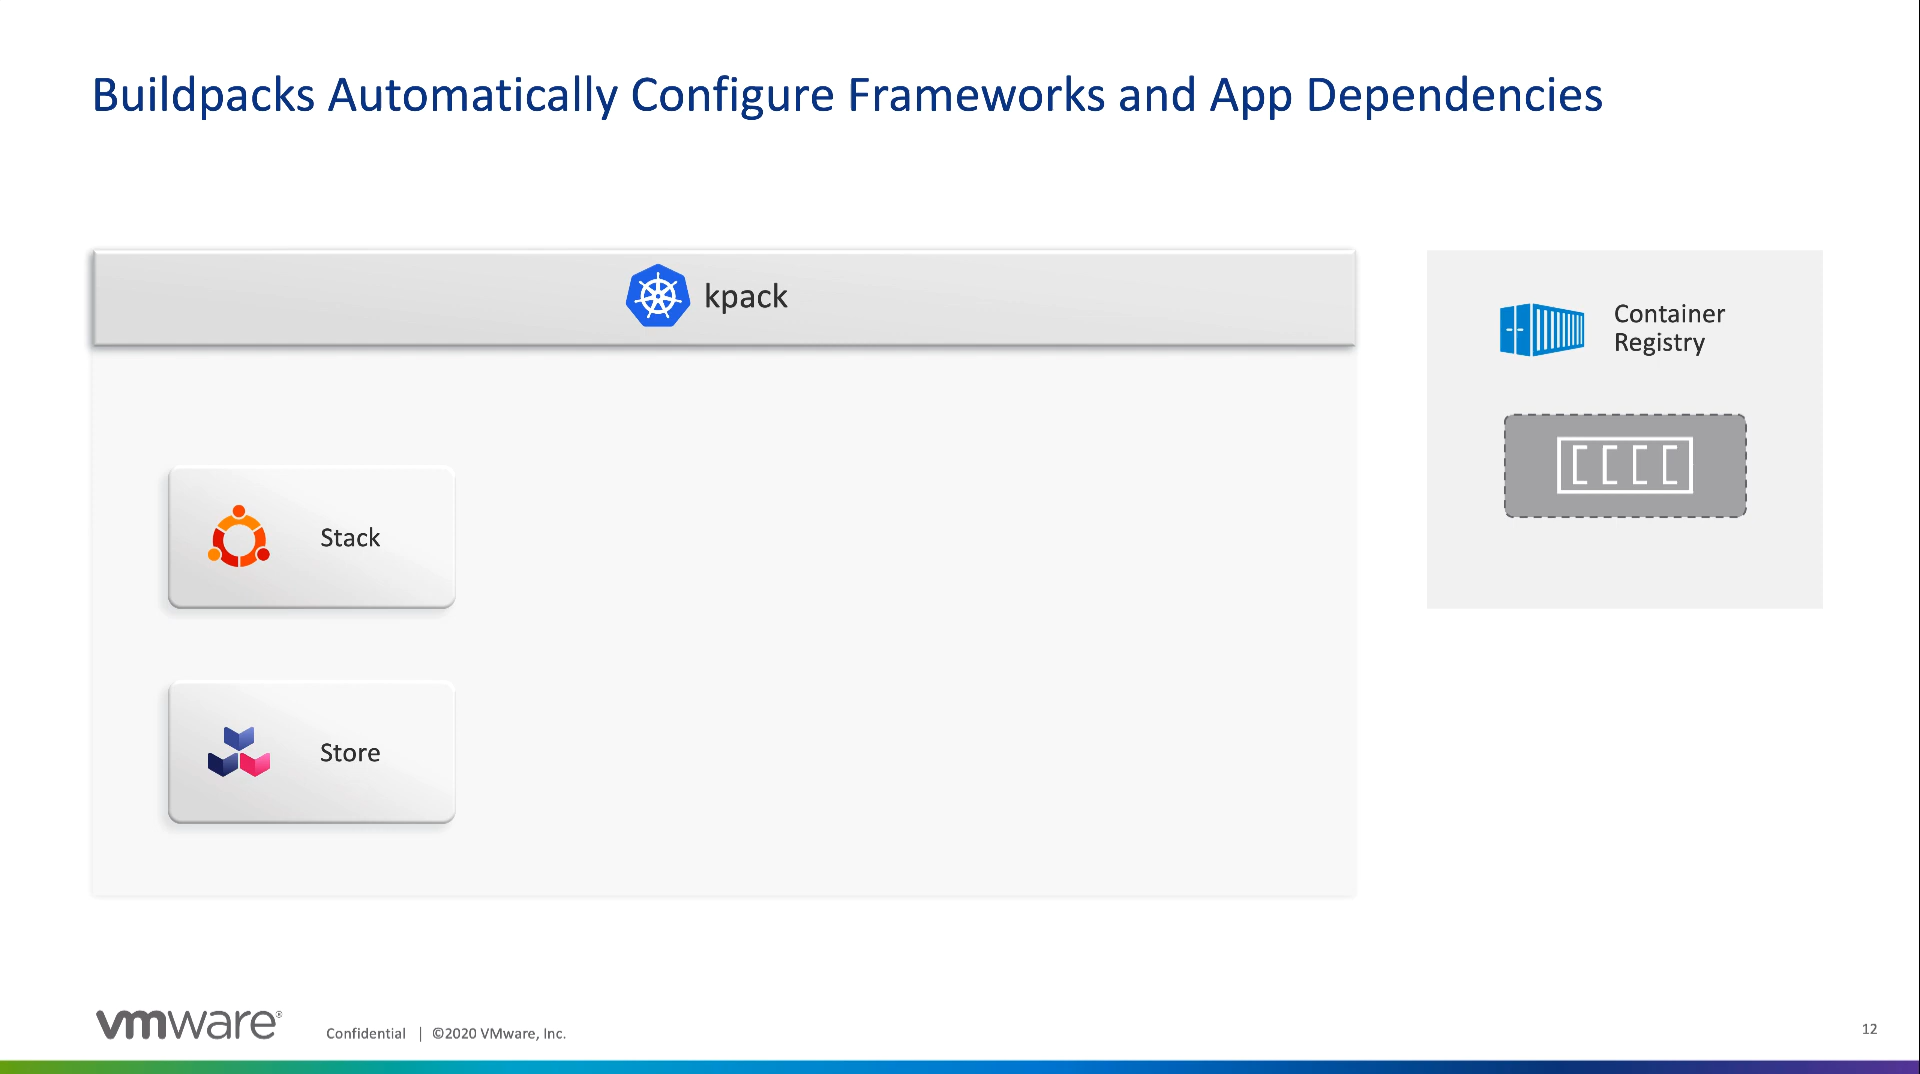 Buildpacks Automatically Configure Frameworks and App Dependencies
kpack
Container
Registry
Stack
Store
vmware®
Confidential | ©2020 VMware, Inc.
12